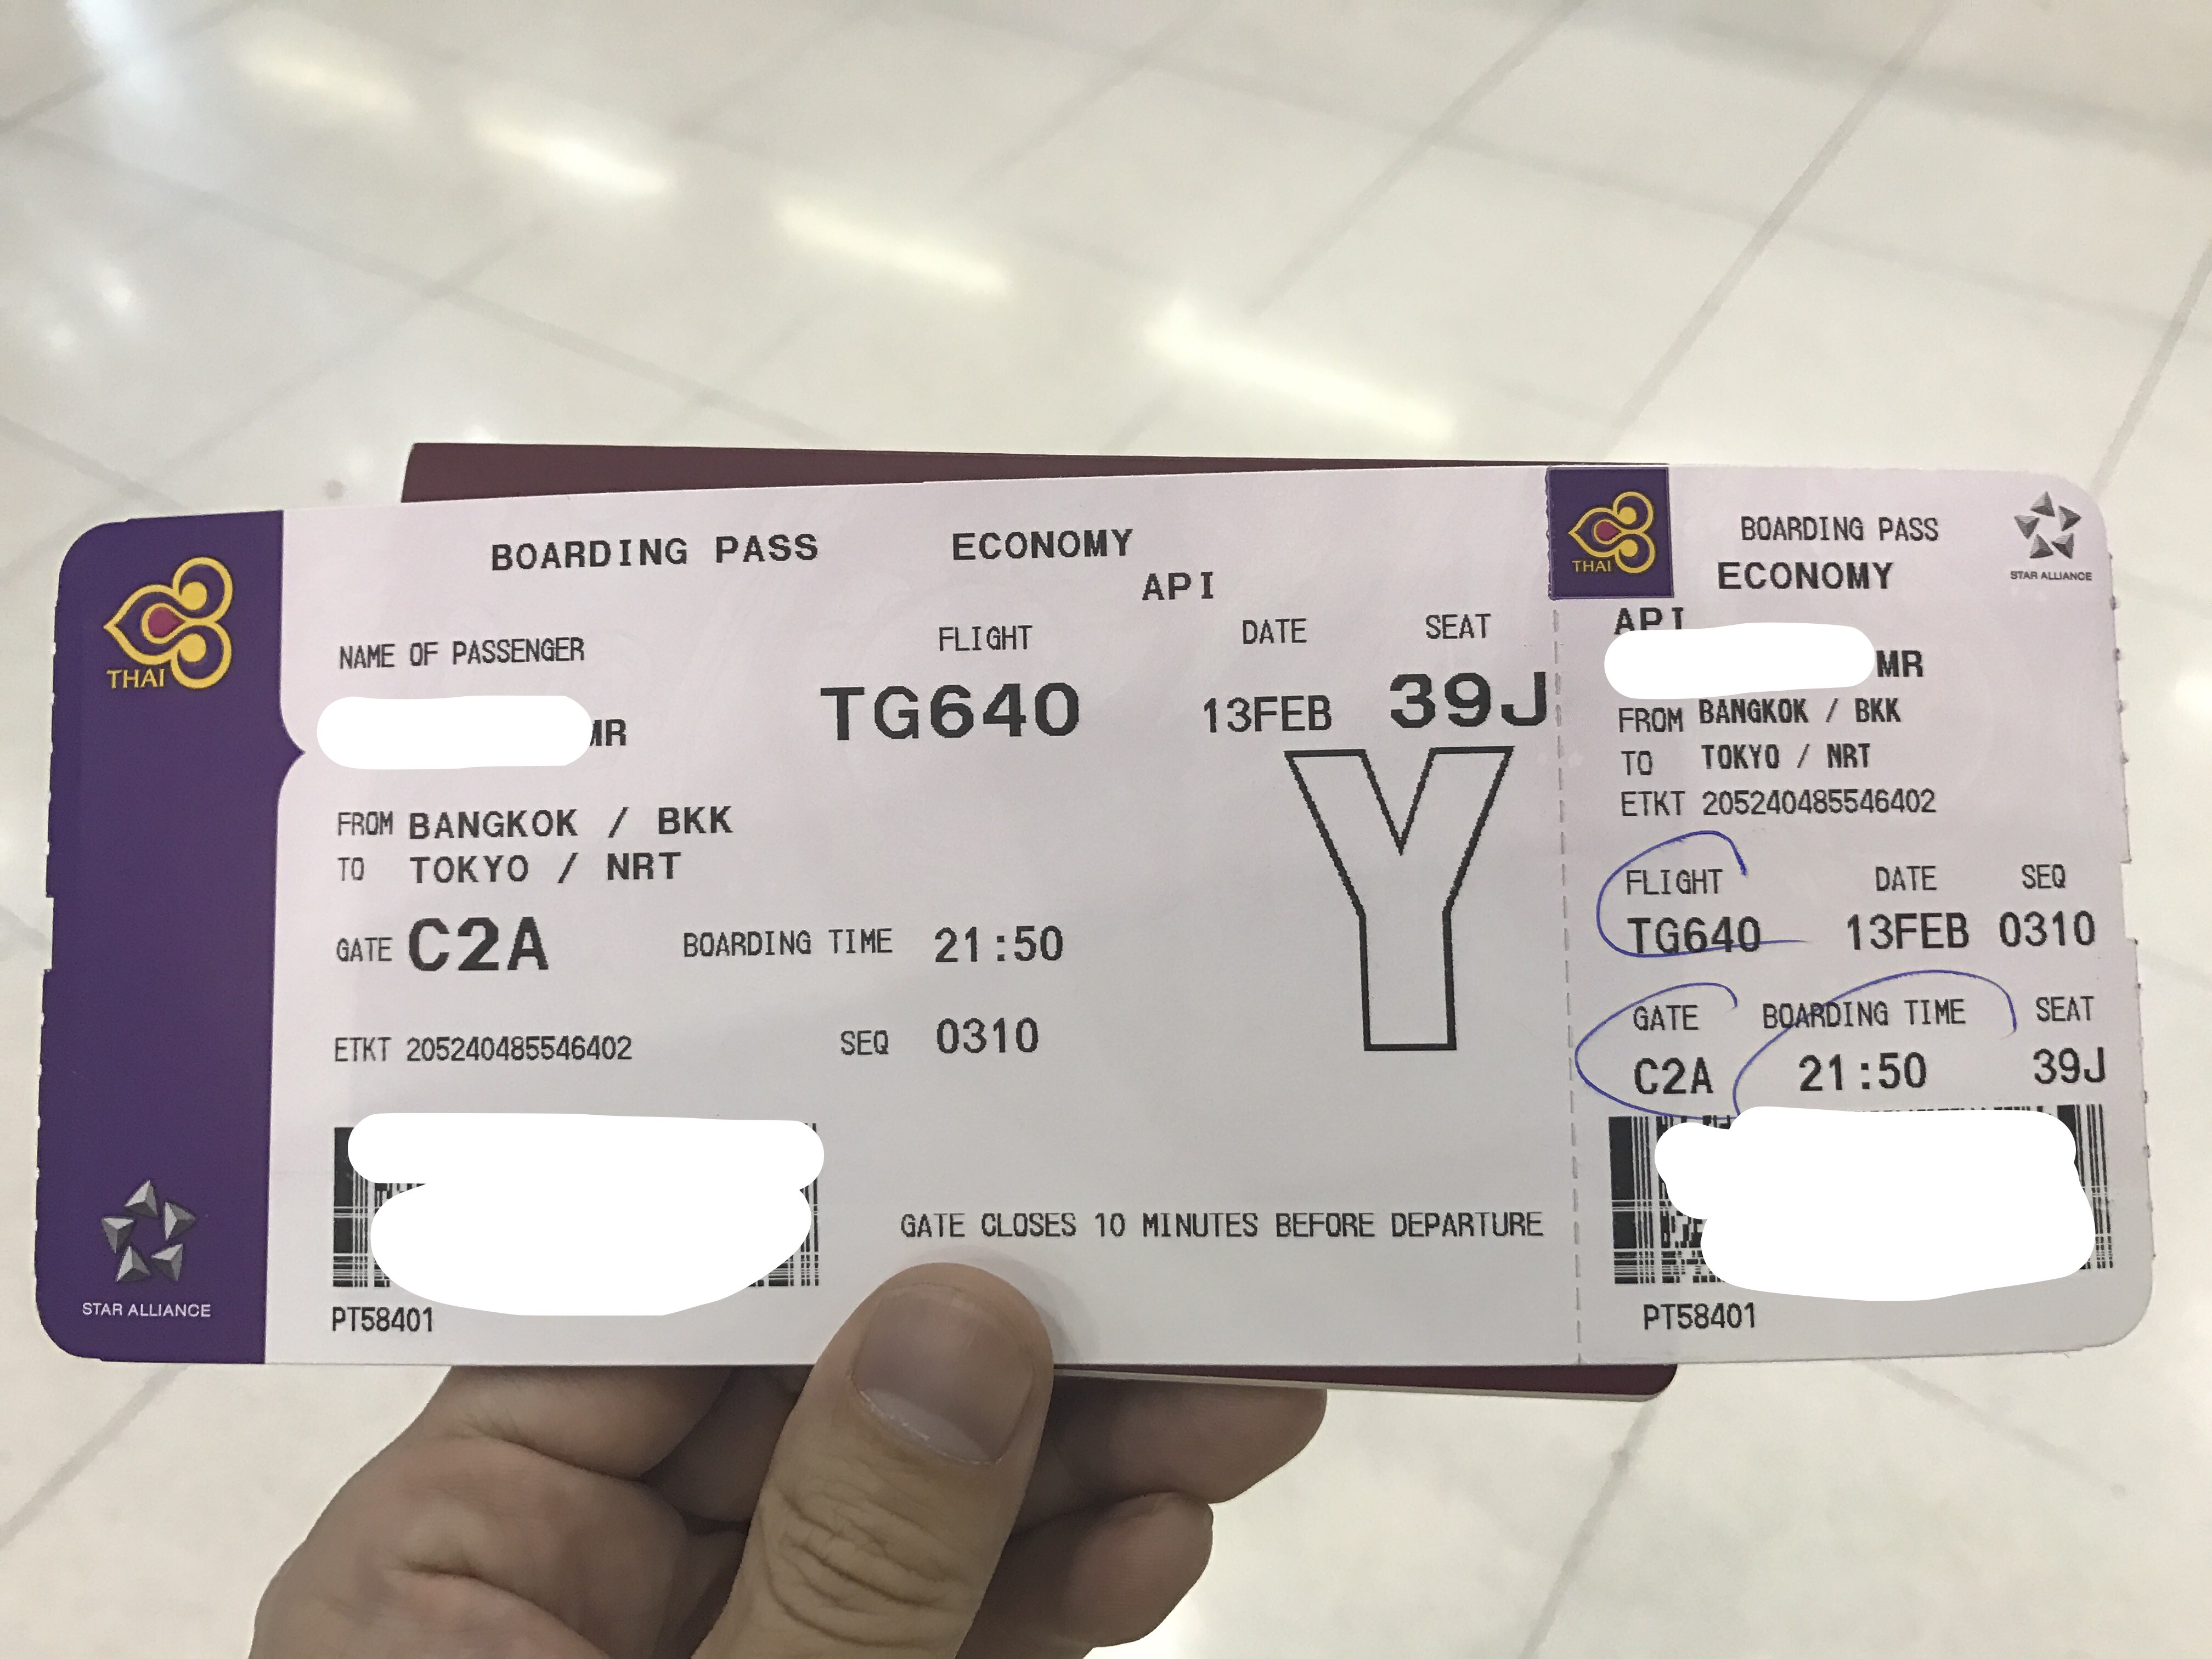 THAI
STAR ALLIANCE
BOARDING PASS ECONOMY
API
NAME OF PASSENGER FLIGHT DATE SEAT
MR TG640 13FEB 39J
Y
FROM BANGKOK / BKK
TO TOKYO / NRT
GATE C2A BOARDING TIME 21:50
ETKT 205240485546402 SEQ 0310
GATE CLOSES 10 MINUTES BEFORE DEPARTURE
PT58401
THAI
BOARDING PASS
ECONOMY
STAR ALLIANCE
API
MR
FROM BANGKOK / BKK
TO TOKYO / NRT
ETKT 205240485546402
FLIGHT DATE SEQ
TG640 13FEB 0310
GATE BOARDING TIME SEAT
C2A 21:50 39J
PT58401